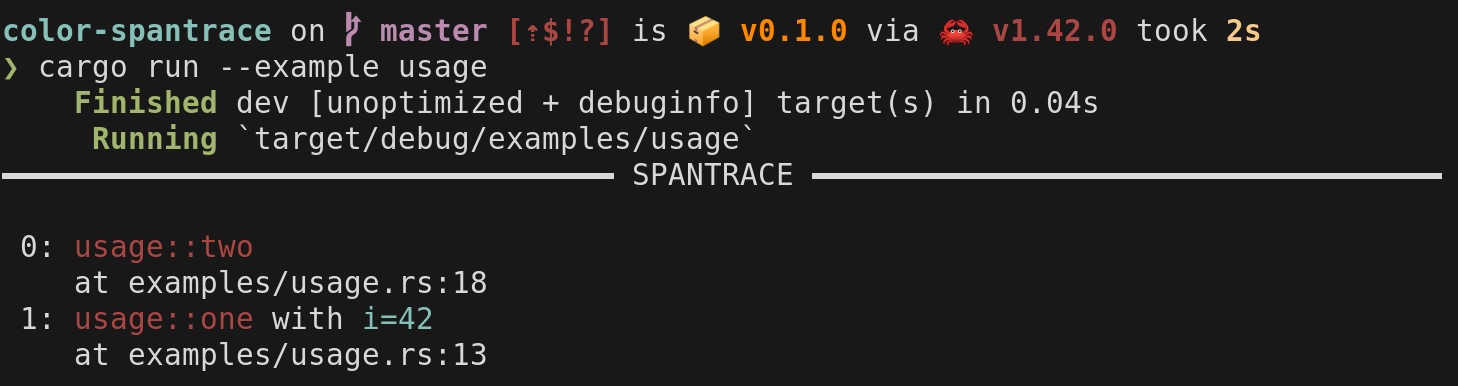 color-spantrace on  master [⇡$!?] is 📦 v0.1.0 via 🦀 v1.42.0 took 2s
❯ cargo run --example usage
    Finished dev [unoptimized + debuginfo] target(s) in 0.04s
     Running `target/debug/examples/usage`
━━━━━━━━━━━━━━━━━━━━━━━━━━━━━━━━━━ SPANTRACE ━━━━━━━━━━━━━━━━━━━━━━━━━━━━━━━━━━━
 0: usage::two
    at examples/usage.rs:18
 1: usage::one with i=42
    at examples/usage.rs:13